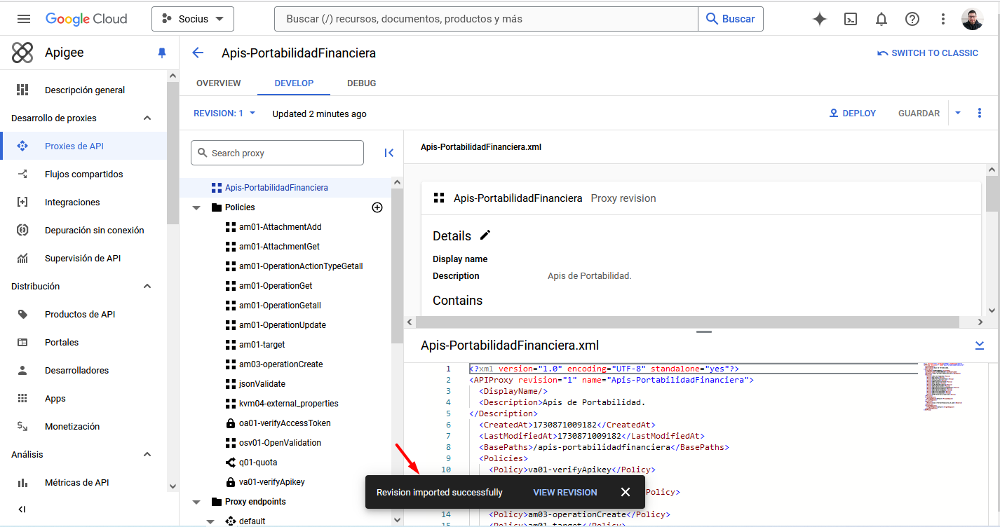 Google Cloud
Socius
Buscar (/) recursos, documentos, productos y más
Buscar
Apigee
Apis-PortabilidadFinanciera
SWITCH TO CLASSIC
OVERVIEW
DEVELOP
DEBUG
REVISION: 1
Updated 2 minutes ago
DEPLOY
GUARDAR
Descripción general
Desarrollo de proxies
Proxies de API
Flujos compartidos
Integraciones
Depuración sin conexión
Supervisión de API
Distribución
Productos de API
Portales
Desarrolladores
Apps
Monetización
Análisis
Métricas de API
Search proxy
Apis-PortabilidadFinanciera
Policies
am01-AttachmentAdd
am01-AttachmentGet
am01-OperationActionTypeGetall
am01-OperationGet
am01-OperationGetall
am01-OperationUpdate
am01-target
am03-operationCreate
jsonValidate
kvm04-external_properties
oa01-verifyAccessToken
osv01-OpenValidation
q01-quota
va01-verifyApikey
Proxy endpoints
default
Apis-PortabilidadFinanciera.xml
Apis-PortabilidadFinanciera Proxy revision
Details
Display name
Description Apis de Portabilidad.
Contains
Apis-PortabilidadFinanciera.xml
1 <?xml version="1.0" encoding="UTF-8" standalone="yes"?>
2 <APIProxy revision="1" name="Apis-PortabilidadFinanciera">
3 <DisplayName/>
4 <Description>Apis de Portabilidad.
5 </Description>
6 <CreatedAt>1730871009182</CreatedAt>
7 <LastModifiedAt>1730871009182</LastModifiedAt>
8 <BasePaths>/apis-portabilidadfinanciera</BasePaths>
9 <Policies>
10 <Policy>va01-verifyApikey</Policy>
/Policy>
14 <Policy>am03-operationCreate</Policy>
15 <Policy>am01-target</Policy>
Revision imported successfully
VIEW REVISION